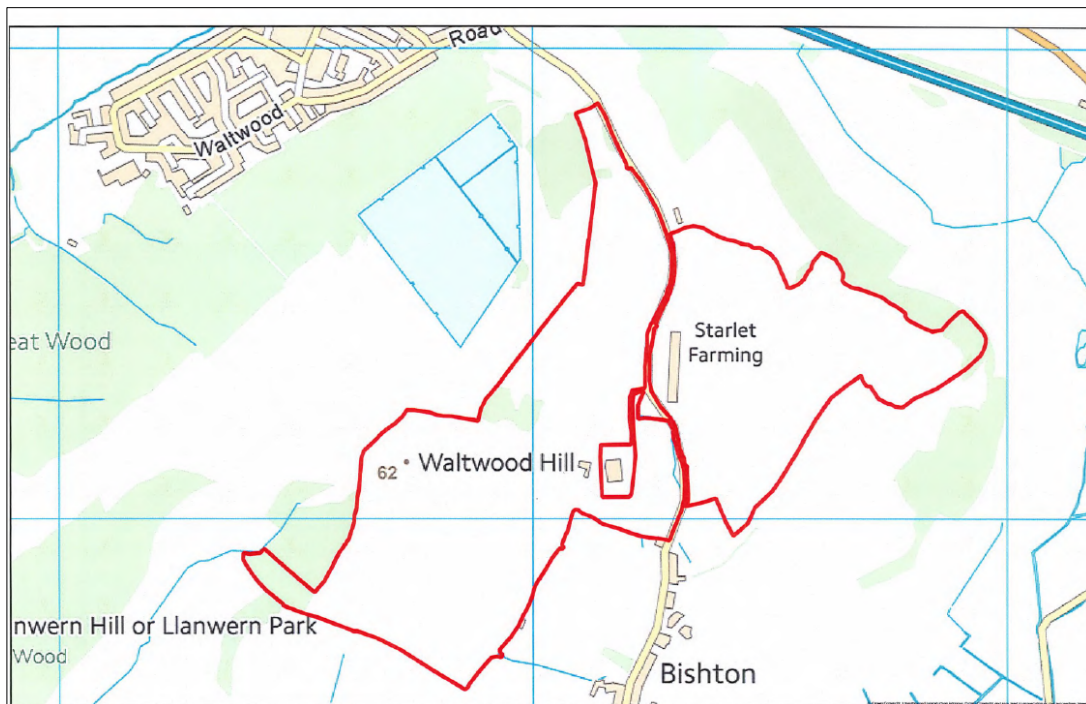 Road
Waltwood
eat Wood
Starlet
Farming
62
Waltwood Hill
nwern Hill or Llanwern Park
Wood
Bishton